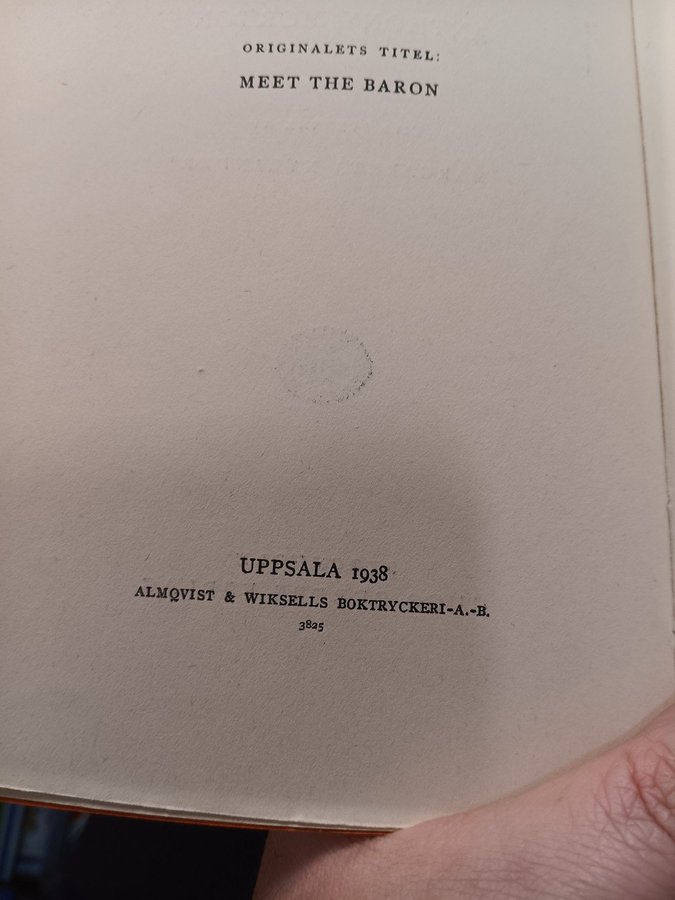 ORIGINALETS TITEL:
MEET THE BARON
UPPSALA 1938
ALMQVIST & WIKSELLS BOKTRYCKERI-A.-B.
3825